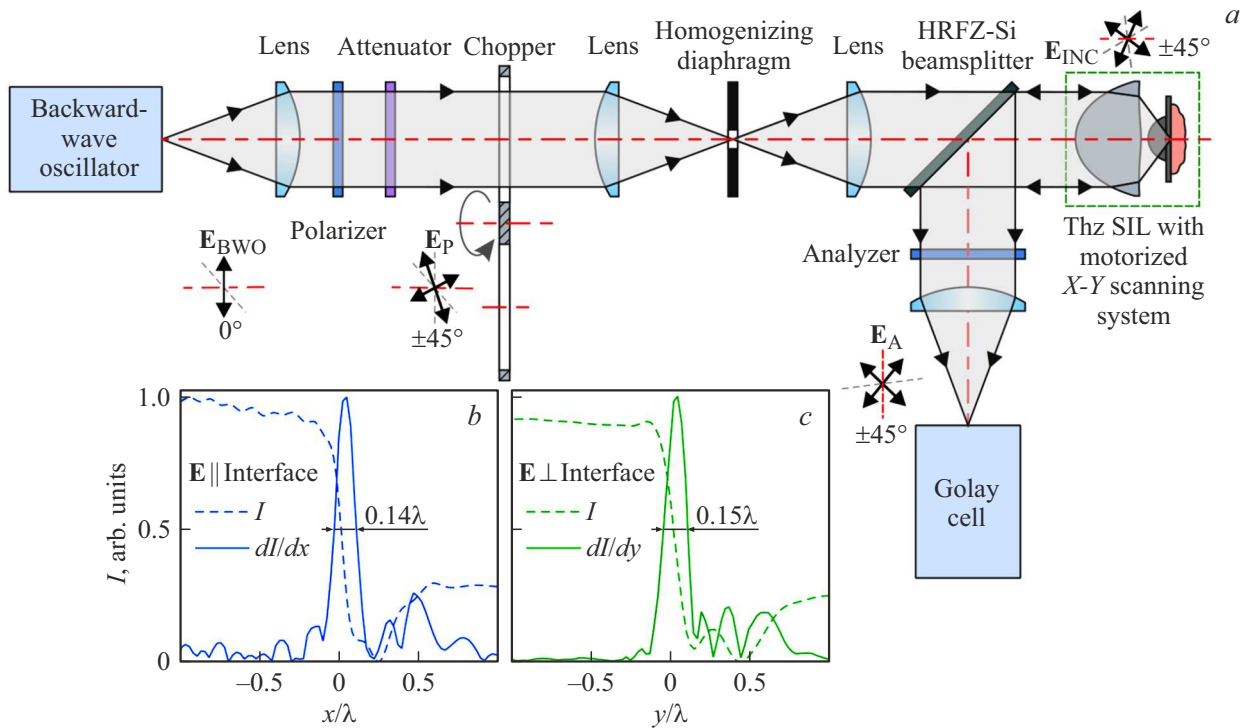 a
Lens
Attenuator
Chopper
Lens
Homogenizing
diaphragm
Lens
HRFZ-Si
beamsplitter
E_INC
±45°
Backward-
wave
oscillator
Polarizer
E_BWO
0°
E_P
±45°
Analyzer
Thz SIL with
motorized
X-Y scanning
system
E_A
±45°
Golay
cell
b
1.0
0.5
0
I, arb. units
E || Interface
I
dI/dx
0.14λ
–0.5
0
0.5
x/λ
c
E ⊥ Interface
I
dI/dy
0.15λ
–0.5
0
0.5
y/λ